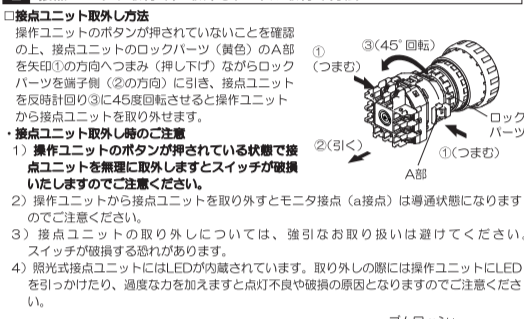 □接点ユニット取外し方法
操作ユニットのボタンが押されていないことを確認
の上、接点ユニットのロックパーツ（黄色）のA部
を矢印①の方向へつまみ（押し下げ）ながらロック
パーツを端子側（②の方向）に引き、接点ユニット
を反時計回り③に45度回転させると操作ユニット
から接点ユニットを取り外せます。
①
（つまむ）
③（45°回転）
ロック
パーツ
②（引く）
①（つまむ）
A部
・接点ユニット取外し時のご注意
1）操作ユニットのボタンが押されている状態で接
点ユニットを無理に取外しますとスイッチが破損
いたしますのでご注意ください。
2）操作ユニットから接点ユニットを取り外すとモニタ接点（a接点）は導通状態になります
のでご注意ください。
3）接点ユニットの取り外しについては、強引なお取り扱いは避けてください。
スイッチが破損する恐れがあります。
4）照光式接点ユニットにはLEDが内蔵されています。取り外しの際には操作ユニットにLED
を引っかけたり、過度な力を加えますと点灯不良や破損の原因となりますのでご注意くださ
い。